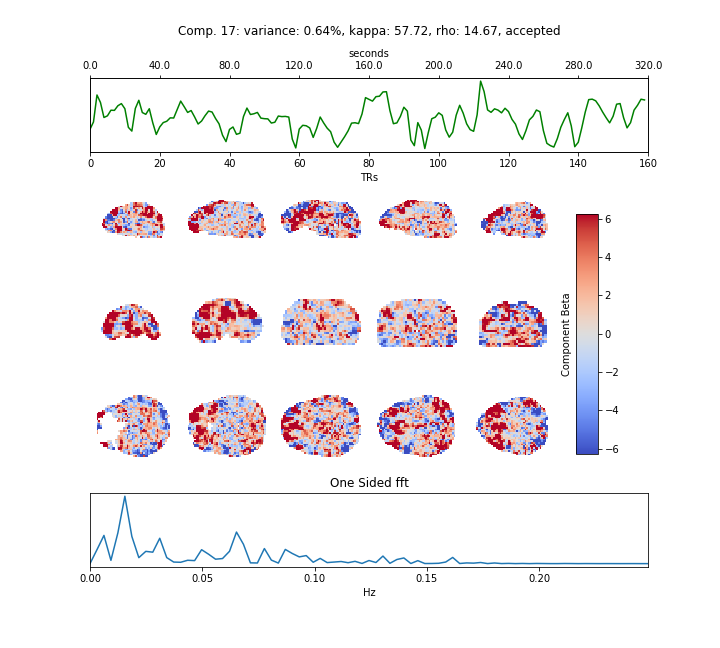 Comp. 17: variance: 0.64%, kappa: 57.72, rho: 14.67, accepted
seconds
0.0 40.0 80.0 120.0 160.0 200.0 240.0 280.0 320.0
0 20 40 60 80 100 120 140 160
TRs
6
4
2
0
−2
−4
−6
Component Beta
One Sided fft
0.00 0.05 0.10 0.15 0.20
Hz